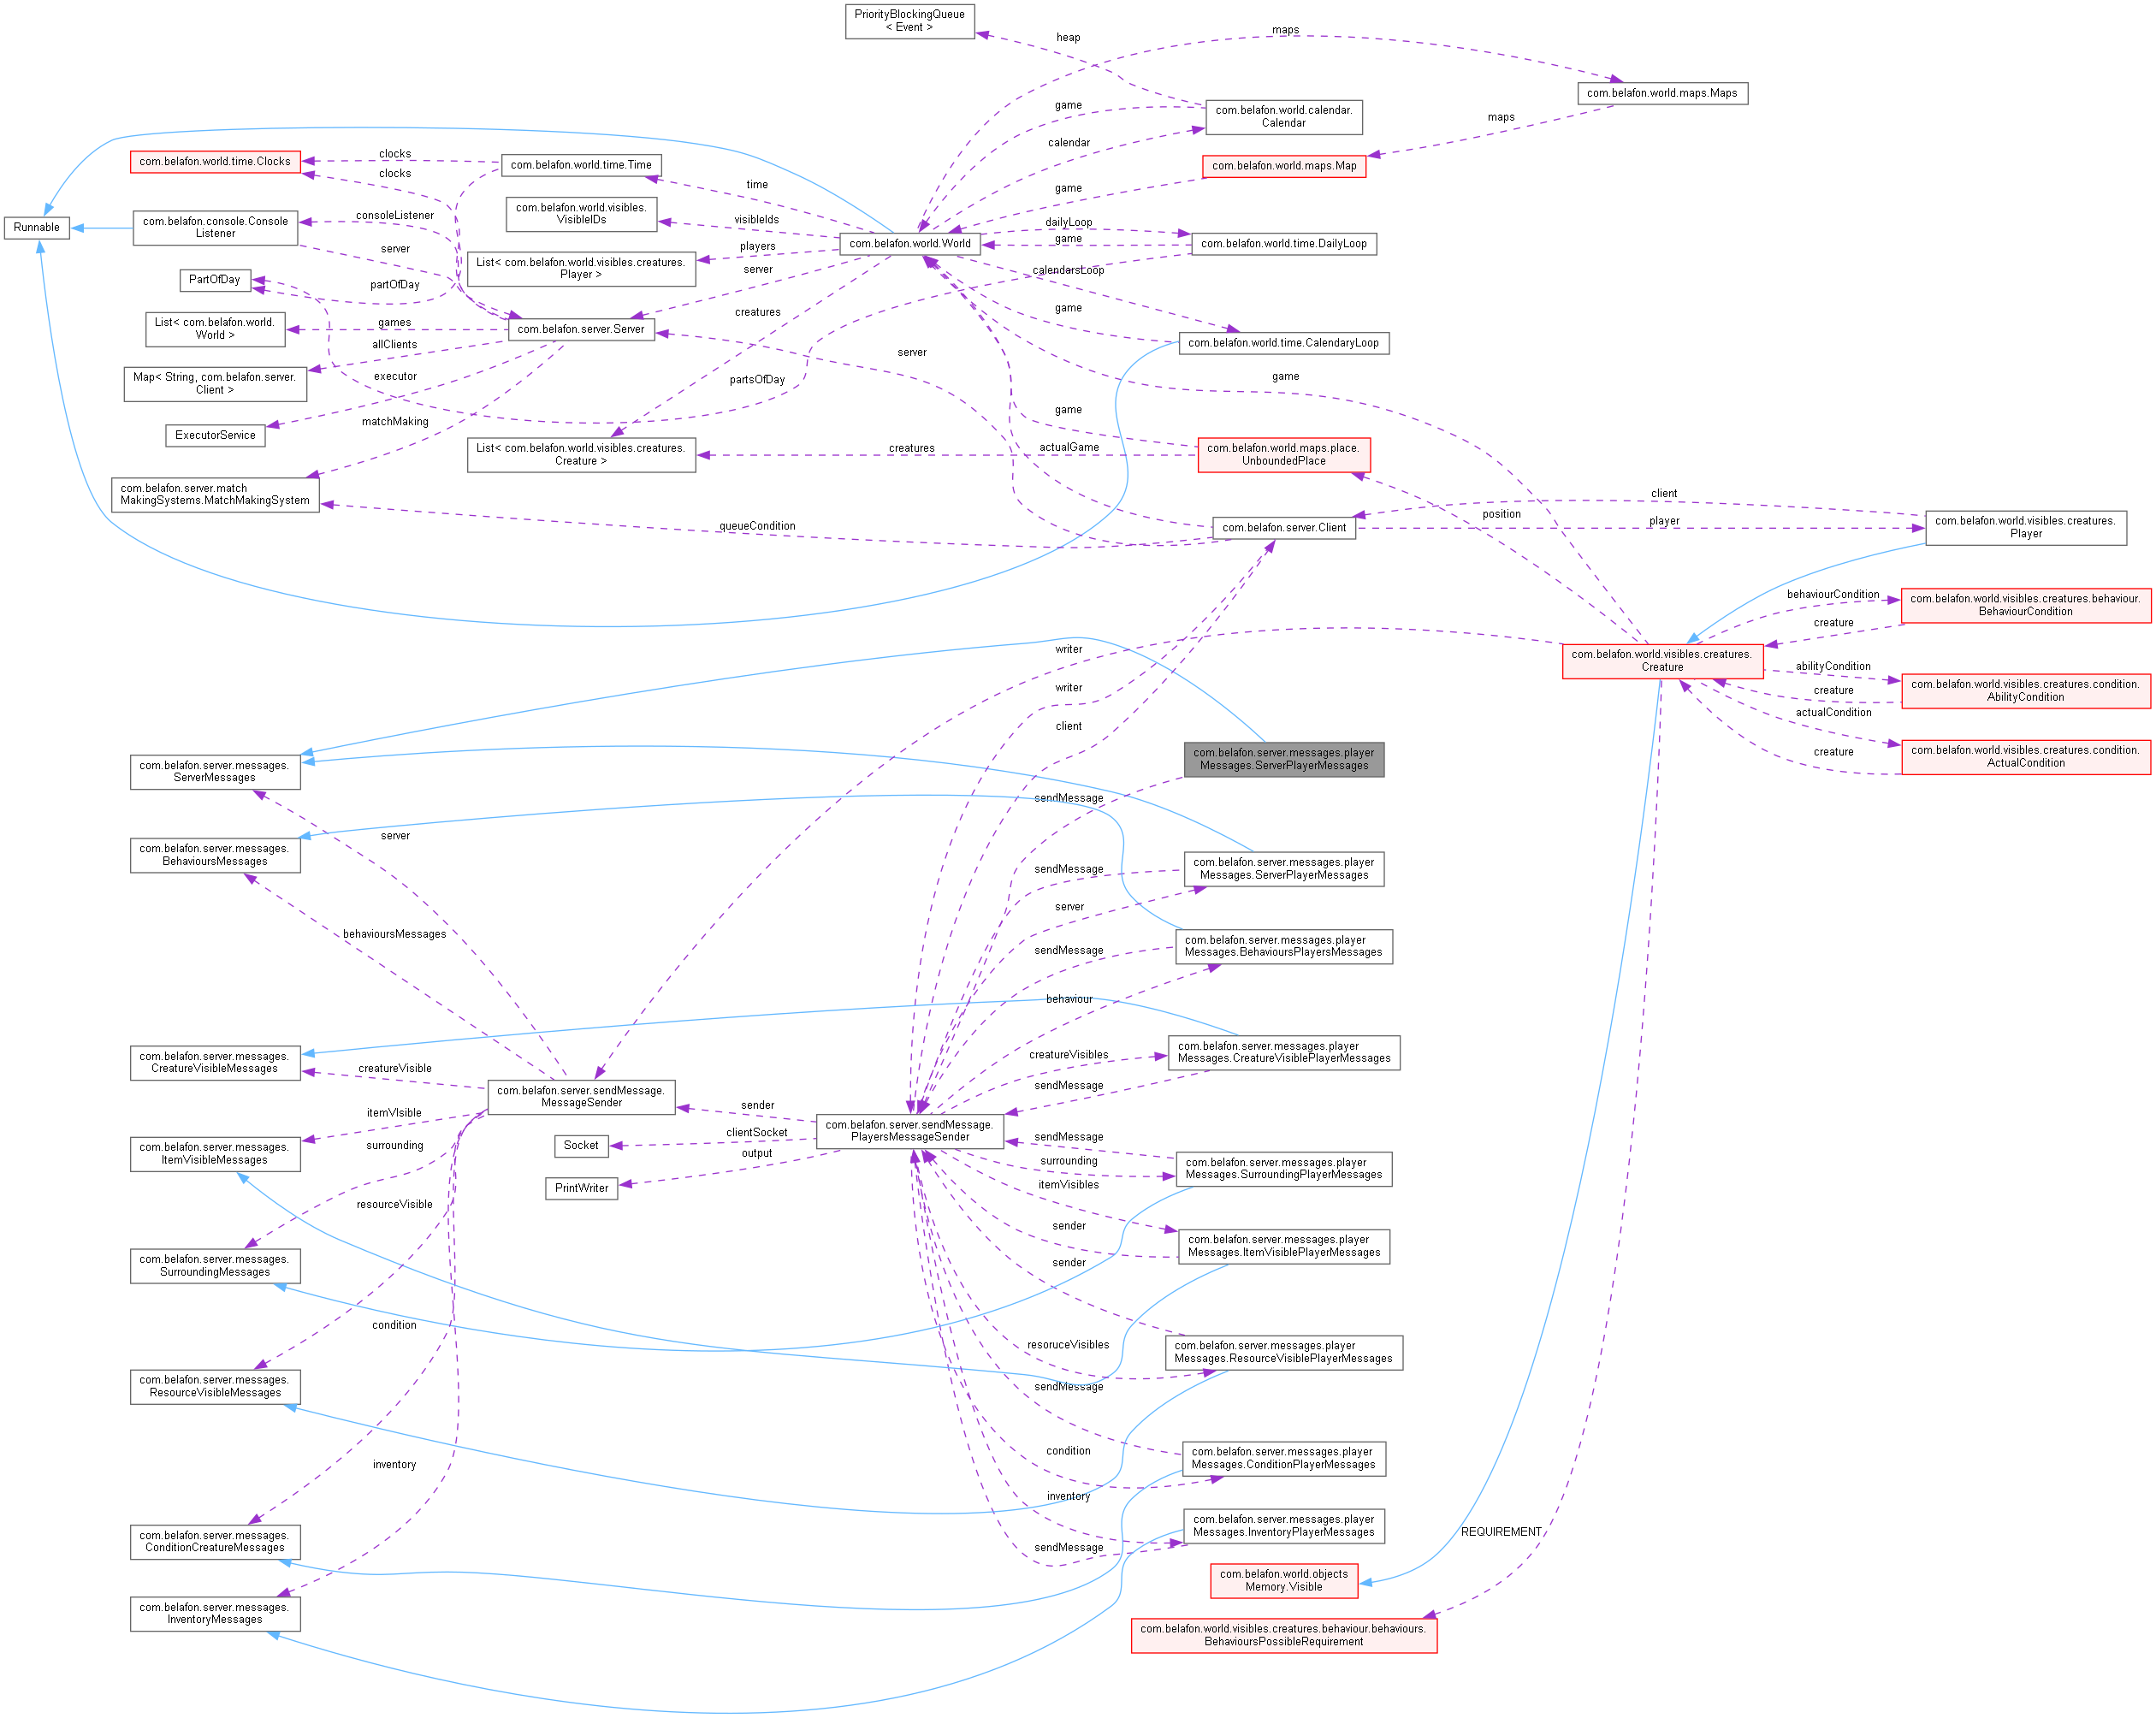 PriorityBlockingQueue
< Event >
heap
maps
com.belafon.world.maps.Maps
com.belafon.world.calendar.
Calendar
game
maps
calendar
com.belafon.world.time.Clocks
clocks
com.belafon.world.time.Time
com.belafon.world.maps.Map
clocks
time
game
com.belafon.world.visibles.
VisibleIDs
com.belafon.console.Console
Listener
consoleListener
visibleIds
dailyLoop
Runnable
com.belafon.world.World
game
com.belafon.world.time.DailyLoop
server
players
List < com.belafon.world.visibles.creatures.
Player >
server
calendarsLoop
PartOfDay
partOfDay
creatures
game
List < com.belafon.world.
World >
games
com.belafon.server.Server
allClients
com.belafon.world.time.CalendaryLoop
server
Map< String, com.belafon.server.
Client >
executor
partsOfDay
game
game
matchMaking
ExecutorService
List < com.belafon.world.visibles.creatures.
Creature >
creatures
actualGame
com.belafon.world.maps.place.
UnboundedPlace
com.belafon.server.match
MakingSystems.MatchMakingSystem
client
queueCondition
com.belafon.server.Client
position
player
com.belafon.world.visibles.creatures.
Player
behaviourCondition
com.belafon.world.visibles.creatures.behaviour.
BehaviourCondition
creature
writer
com.belafon.world.visibles.creatures.
Creature
abilityCondition
writer
creature
com.belafon.world.visibles.creatures.condition.
AbilityCondition
actualCondition
client
creature
com.belafon.world.visibles.creatures.condition.
ActualCondition
com.belafon.server.messages.player
Messages.ServerPlayerMessages
com.belafon.server.messages.
ServerMessages
sendMessage
server
com.belafon.server.messages.
BehavioursMessages
sendMessage
com.belafon.server.messages.player
Messages.ServerPlayerMessages
server
behavioursMessages
sendMessage
com.belafon.server.messages.player
Messages.BehavioursPlayersMessages
behaviour
com.belafon.server.messages.
CreatureVisibleMessages
creatureVisible
creatureVisibles
com.belafon.server.messages.player
Messages.CreatureVisiblePlayerMessages
com.belafon.server.sendMessage.
MessageSender
sender
sendMessage
itemVIsible
com.belafon.server.sendMessage.
PlayersMessageSender
clientSocket
sendMessage
com.belafon.server.messages.
ItemVisibleMessages
surrounding
Socket
output
surrounding
com.belafon.server.messages.player
Messages.SurroundingPlayerMessages
PrintWriter
itemVisibles
resourceVisible
sender
com.belafon.server.messages.player
Messages.ItemVisiblePlayerMessages
com.belafon.server.messages.
SurroundingMessages
sender
condition
resoruceVisibles
com.belafon.server.messages.player
Messages.ResourceVisiblePlayerMessages
com.belafon.server.messages.
ResourceVisibleMessages
sendMessage
inventory
condition
com.belafon.server.messages.player
Messages.ConditionPlayerMessages
inventory
com.belafon.server.messages.player
Messages.InventoryPlayerMessages
com.belafon.server.messages.
ConditionCreatureMessages
sendMessage
REQUIREMENT
com.belafon.world.objects
Memory.Visible
com.belafon.server.messages.
InventoryMessages
com.belafon.world.visibles.creatures.behaviour.behaviours.
BehavioursPossibleRequirement